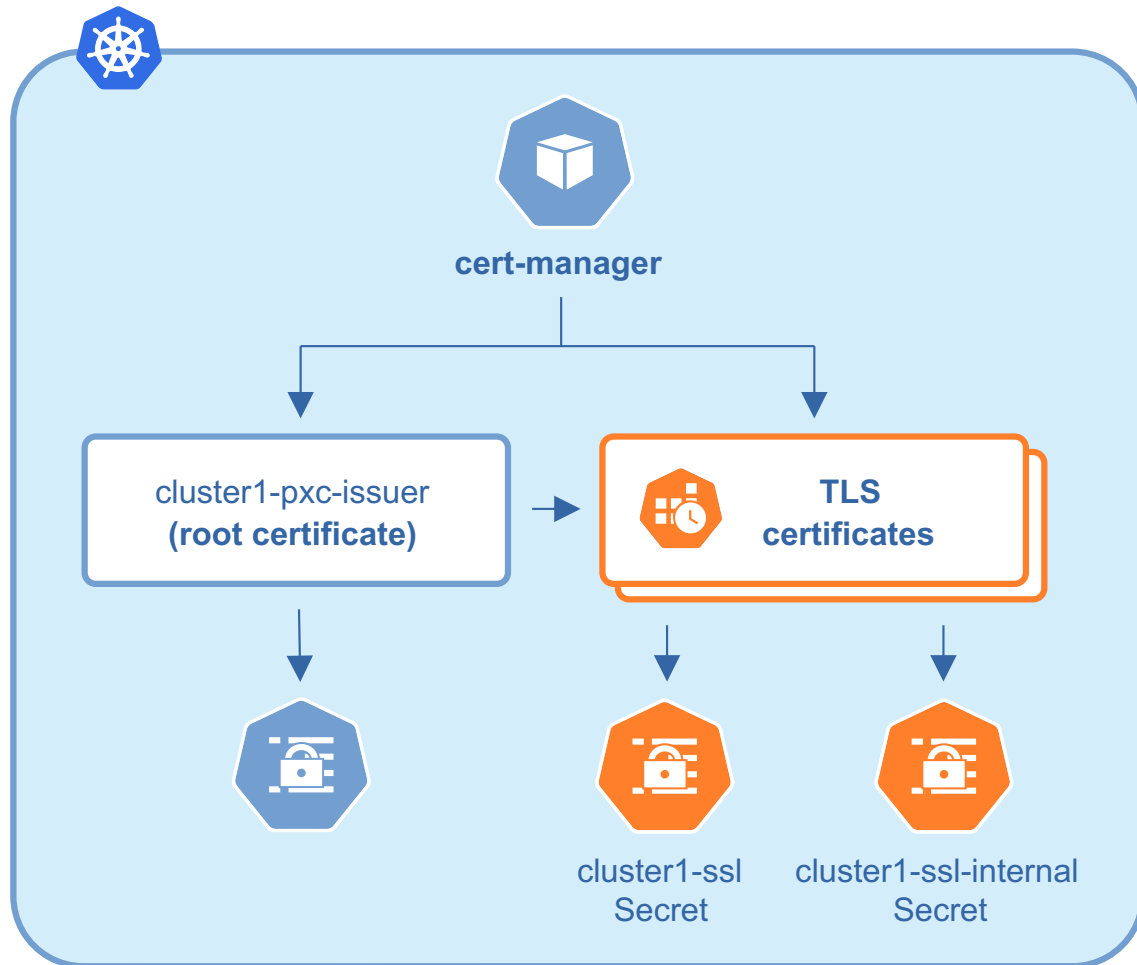 cert-manager
cluster1-pxc-issuer
(root certificate)
TLS
certificates
cluster1-ssl
Secret
cluster1-ssl-internal
Secret